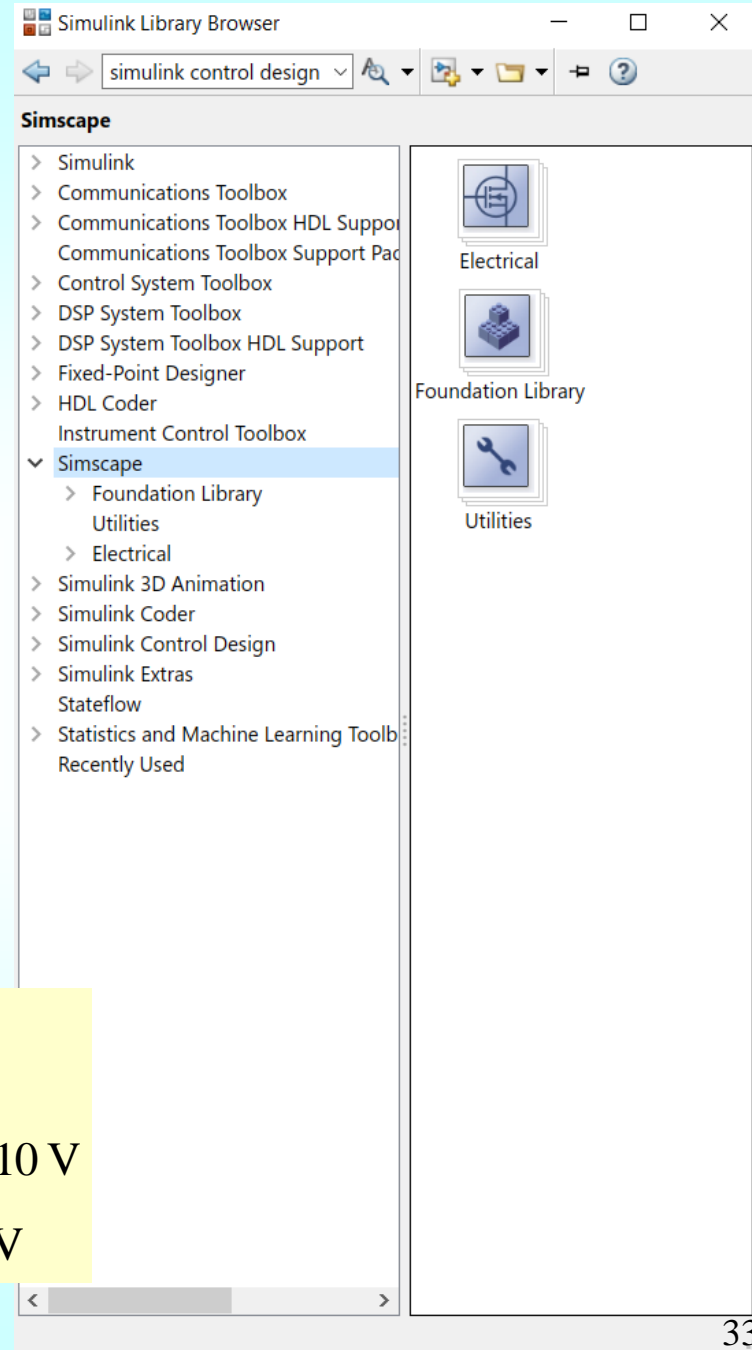 Simulink Library Browser
simulink control design
Simscape
Simulink
Communications Toolbox
Communications Toolbox HDL Suppor
Communications Toolbox Support Pac
Control System Toolbox
DSP System Toolbox
DSP System Toolbox HDL Support
Fixed-Point Designer
HDL Coder
Instrument Control Toolbox
Simscape
Foundation Library
Utilities
Electrical
Simulink 3D Animation
Simulink Coder
Simulink Control Design
Simulink Extras
Stateflow
Statistics and Machine Learning Toolb
Recently Used
Electrical
Foundation Library
Utilities
10 V
V
33